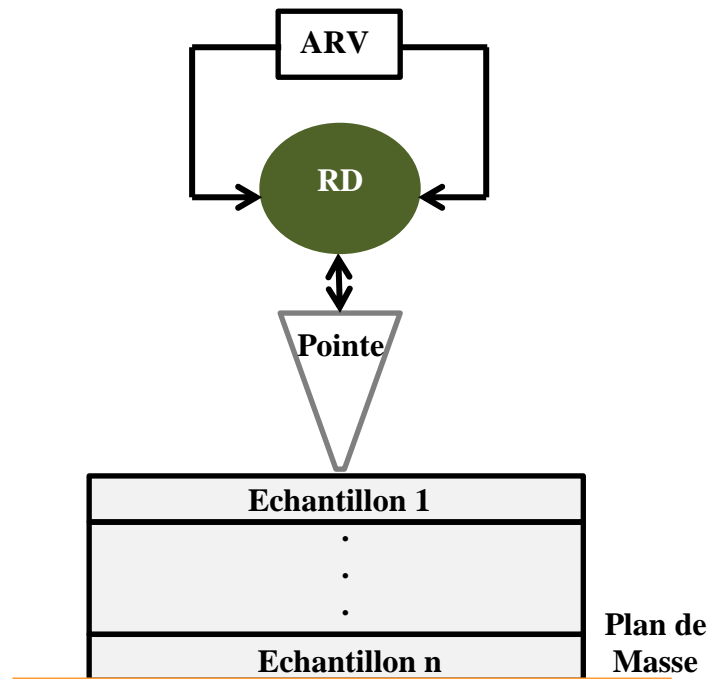 ARV
RD
Pointe
Echantillon 1
.
.
.
Echantillon n
Plan de
Masse